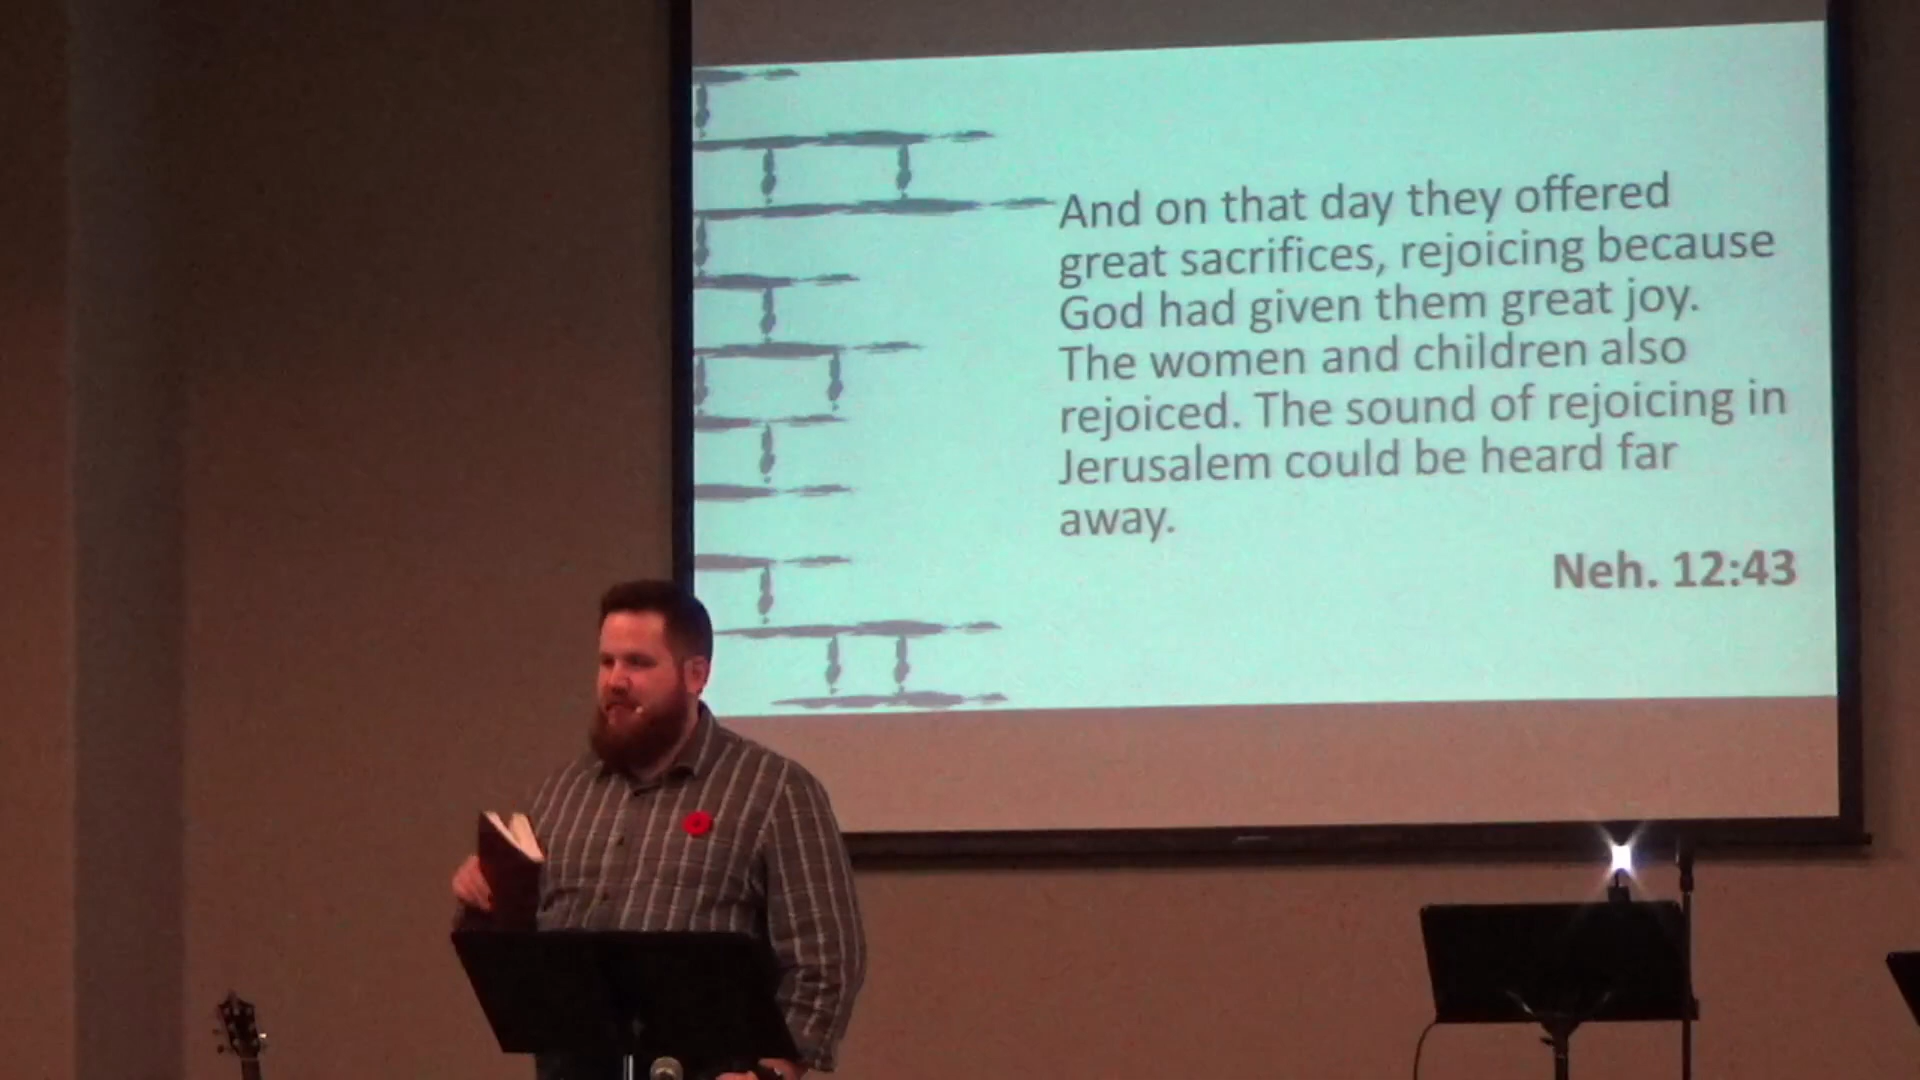 And on that day they offered
great sacrifices, rejoicing because
God had given them great joy.
The women and children also
rejoiced. The sound of rejoicing in
Jerusalem could be heard far
away.
Neh. 12:43